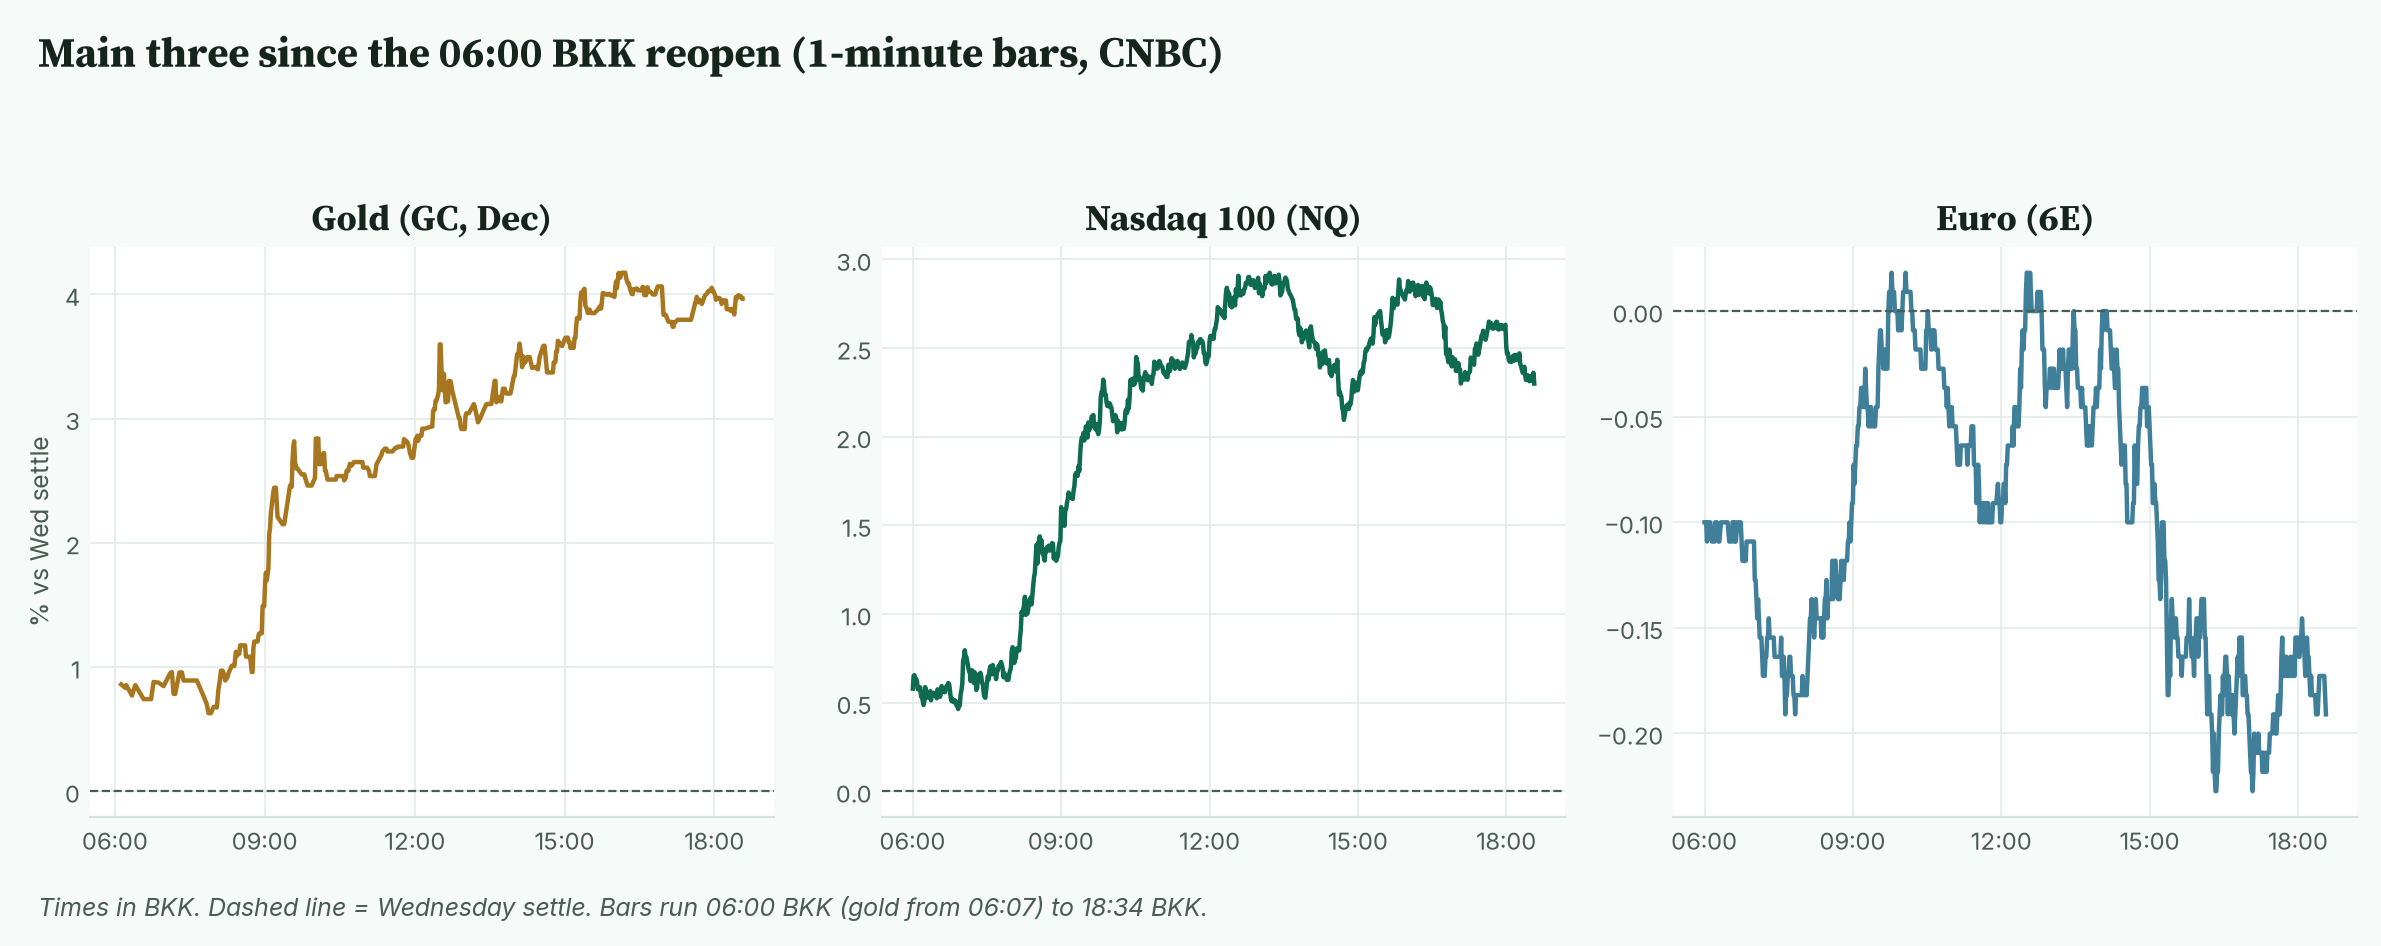 Main three since the 06:00 BKK reopen (1-minute bars, CNBC)
Gold (GC, Dec)
% vs Wed settle
4
3
2
1
0
06:00 09:00 12:00 15:00 18:00
Nasdaq 100 (NQ)
3.0
2.5
2.0
1.5
1.0
0.5
0.0
06:00 09:00 12:00 15:00 18:00
Euro (6E)
0.00
−0.05
−0.10
−0.15
−0.20
06:00 09:00 12:00 15:00 18:00
Times in BKK. Dashed line = Wednesday settle. Bars run 06:00 BKK (gold from 06:07) to 18:34 BKK.